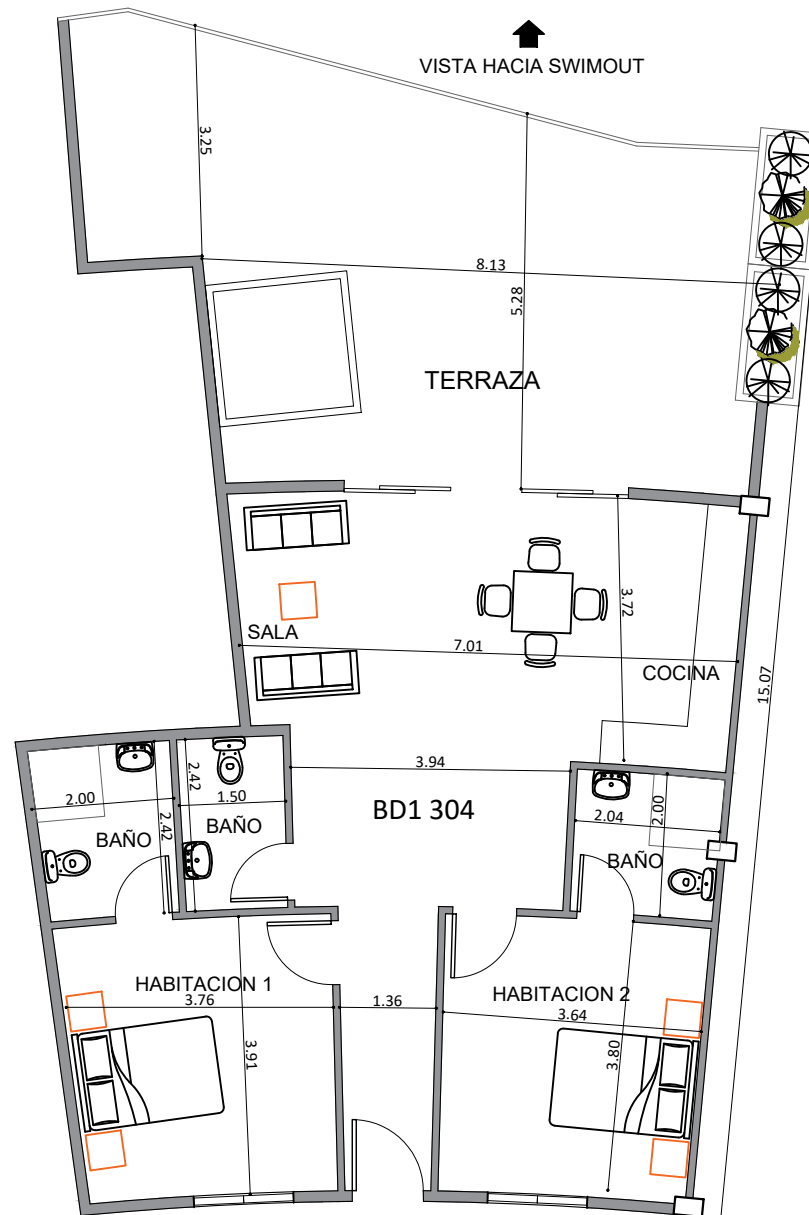 VISTA HACIA SWIMOUT
3.25
8.13
5.28
TERRAZA
3.72
SALA
7.01
COCINA
15.07
2.42
3.94
2.00
1.50
BD1 304
2.04
2.00
BAÑO
2.42
BAÑO
BAÑO
HABITACION 1
3.76
1.36
HABITACION 2
3.64
3.91
3.80